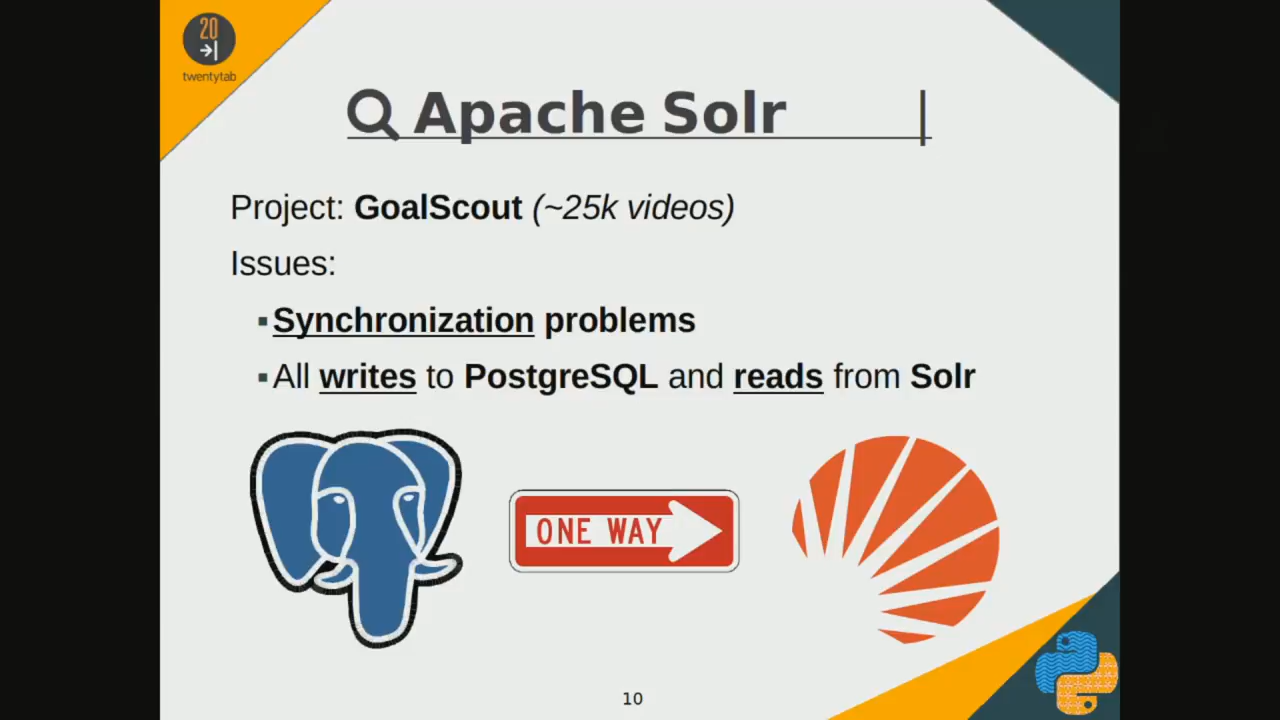 20
twentytab
Apache Solr
Project: GoalScout (~25k videos)
Issues:
▪Synchronization problems
▪All writes to PostgreSQL and reads from Solr
ONE WAY
10